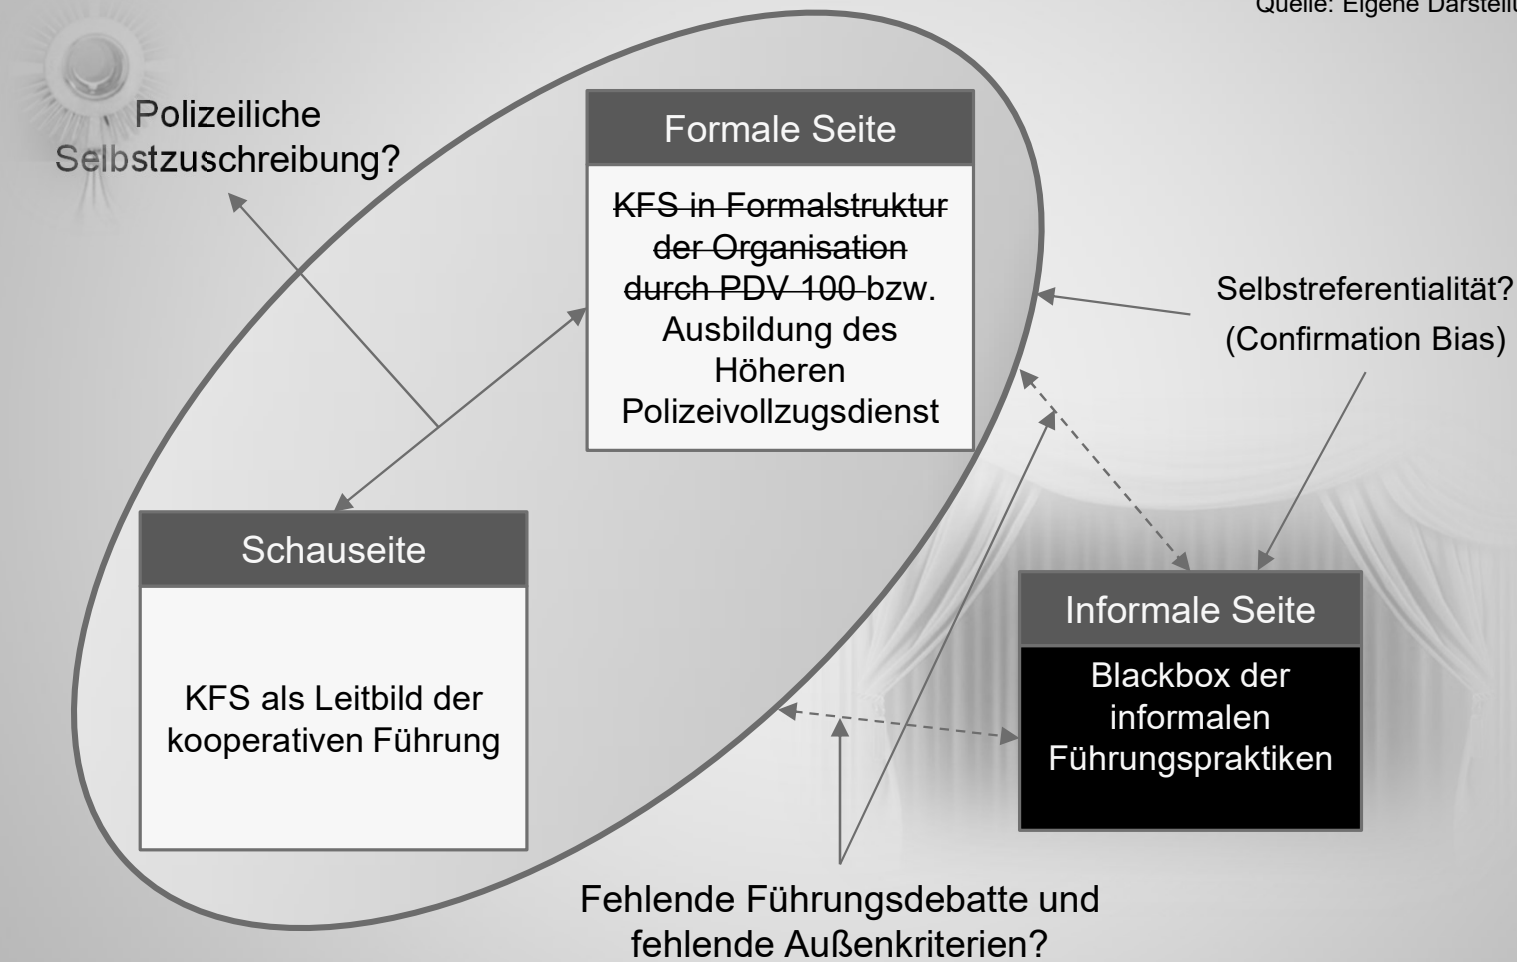 Quelle: Eigene
Polizeiliche
Selbstzuschreibung?
Formale Seite
KFS in Formalstruktur
der Organisation
durch PDV 100 bzw.
Ausbildung des
Höheren
Polizeivollzugsdienst
Selbstreferentialität?
(Confirmation Bias)
Schauseite
KFS als Leitbild der
kooperativen Führung
Informale Seite
Blackbox der
informalen
Führungspraktiken
Fehlende Führungsdebatte und
fehlende Außenkriterien?